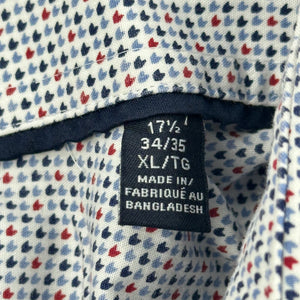 17½
34/35
XL/TG
MADE IN/
FABRIQUÉ AU
BANGLADESH